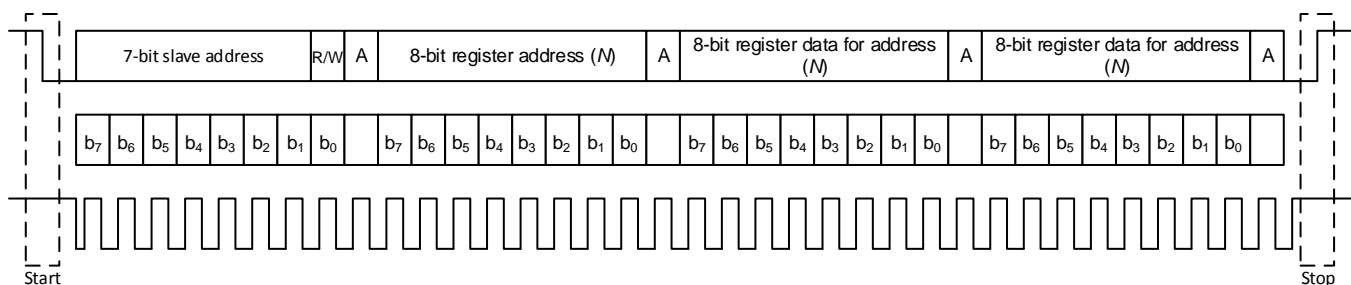 7-bit slave address R/W A 8-bit register address (N) A 8-bit register data for address (N) A 8-bit register data for address (N) A
b7 b6 b5 b4 b3 b2 b1 b0 b7 b6 b5 b4 b3 b2 b1 b0 b7 b6 b5 b4 b3 b2 b1 b0 b7 b6 b5 b4 b3 b2 b1 b0
Start Stop